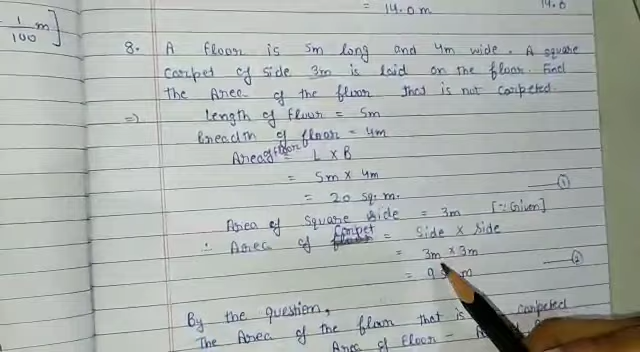 = 14.0 m
14.0
1/100 m]
8. A floor is 5m long and 4m wide. A square
carpet of side 3m is laid on the floor. Find
the Area of the floor that is not carpeted.
=) Length of floor = 5m
Breadth of floor = 4m
Area of floor = L × B
= 5m × 4m
= 20 sq. m. ——①
Area of square side = 3m [∵ Given]
∴ Area of carpet = side × side
= 3m × 3m
= 9 m ——②
By the question,
The Area of the floor that is carpeted
Area of floor -